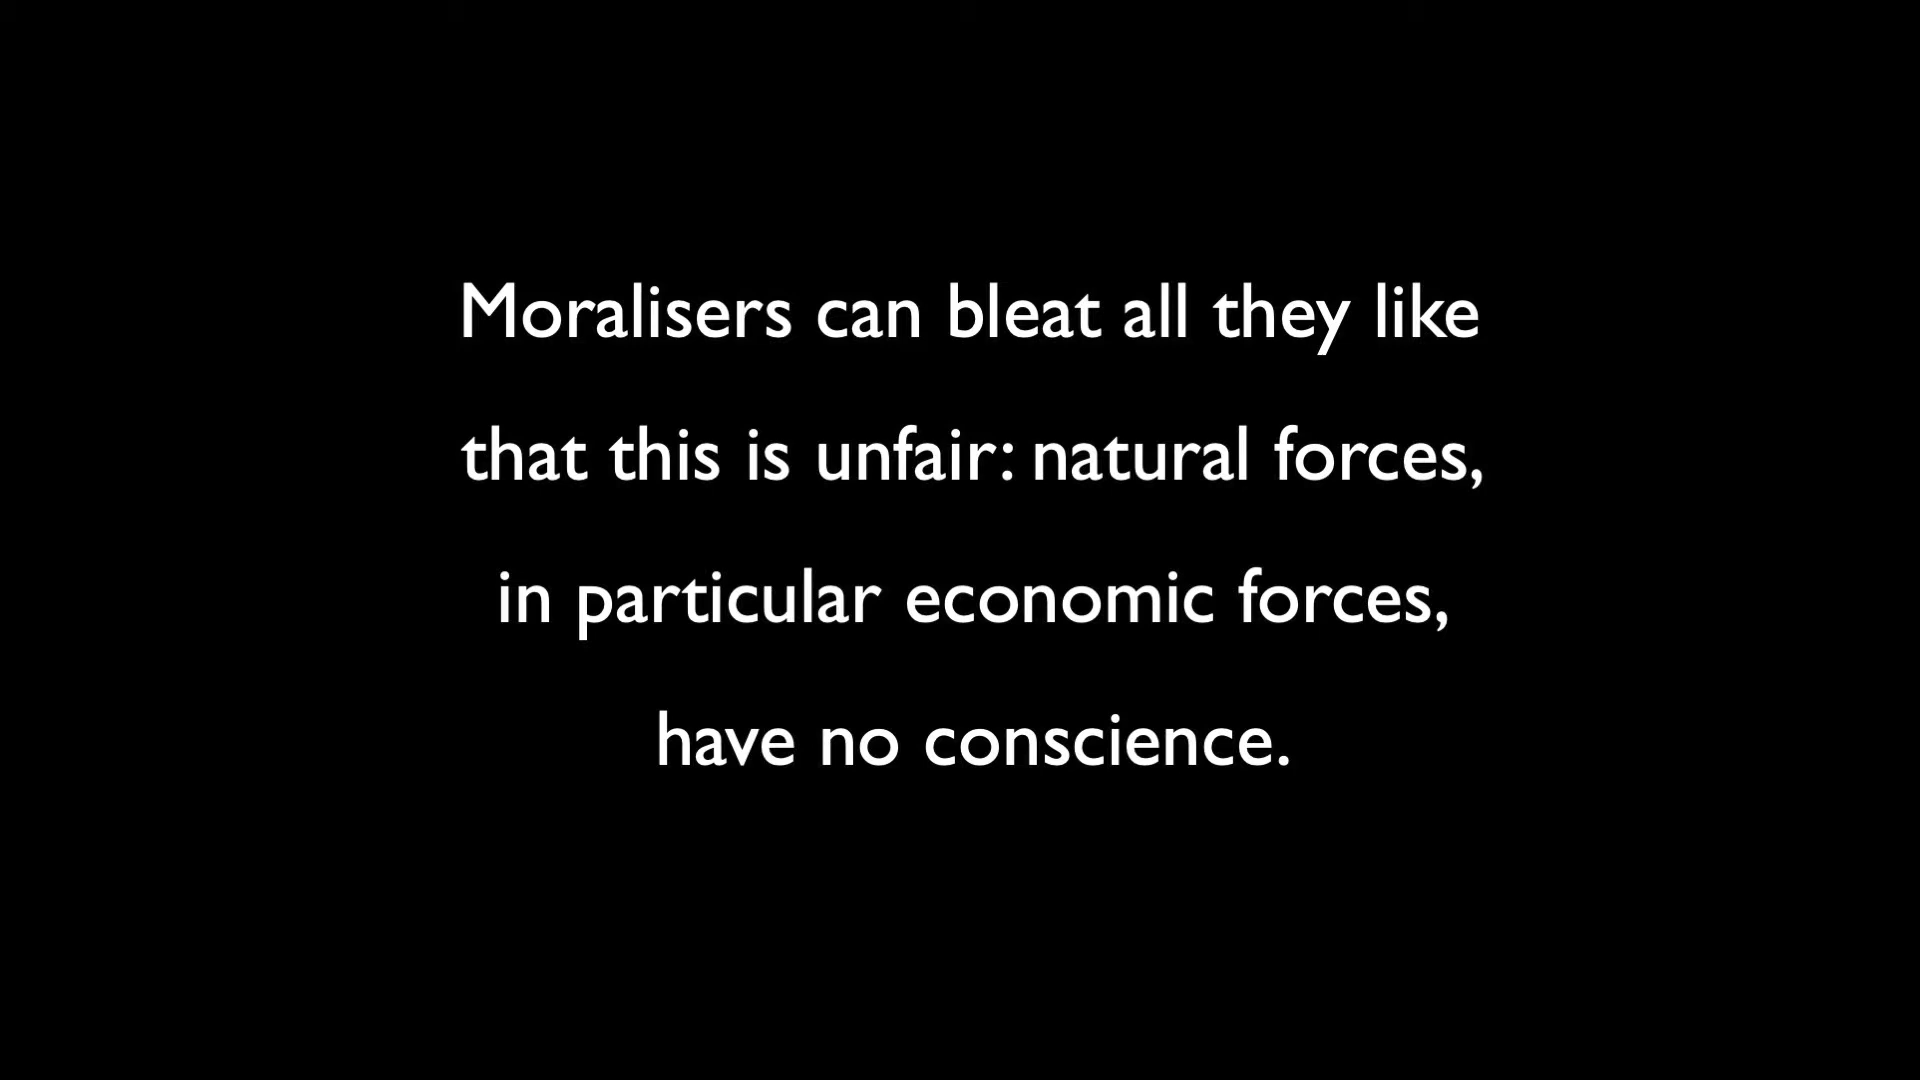 Moralisers can bleat all they like
that this is unfair: natural forces,
in particular economic forces,
have no conscience.